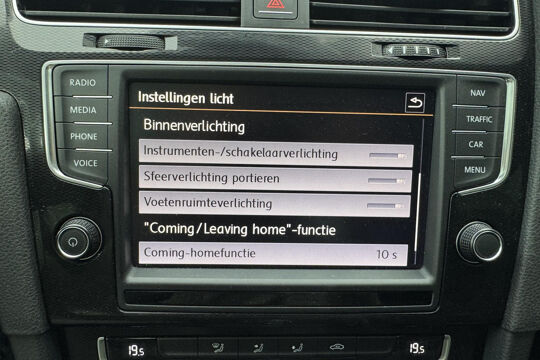 RADIO
MEDIA
PHONE
VOICE
Instellingen licht
Binnenverlichting
Instrumenten-/schakelaarverlichting
Sfeerverlichting portieren
Voetenruimteverlichting
"Coming/Leaving home"-functie
Coming-homefunctie 10 s
NAV
TRAFFIC
CAR
MENU
19.5
19.5